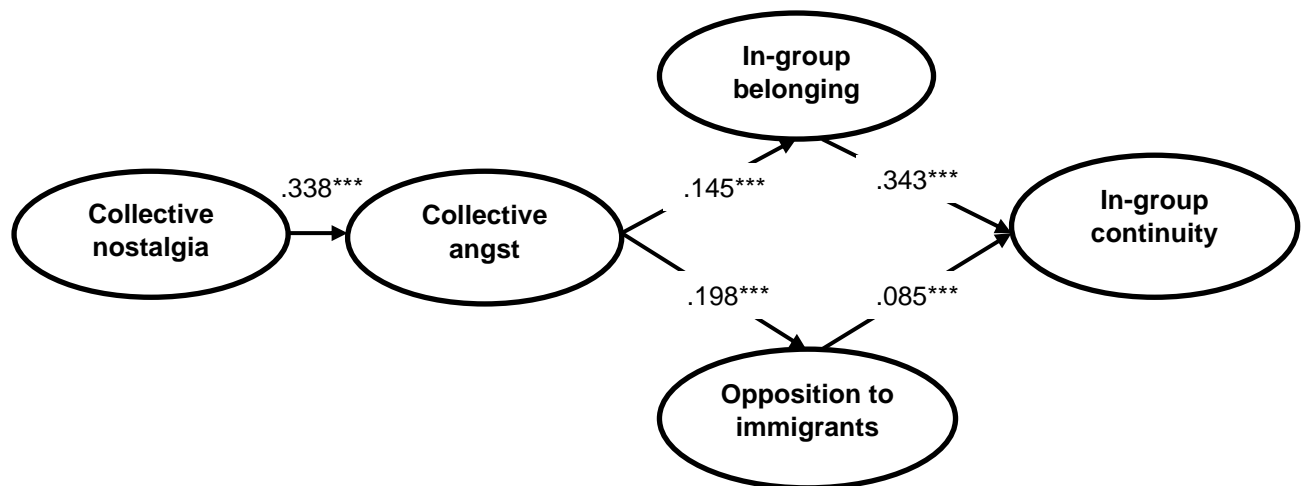 In-group
belonging
.338***
Collective
nostalgia
Collective
angst
.145***
.343***
In-group
continuity
.198***
.085***
Opposition to
immigrants